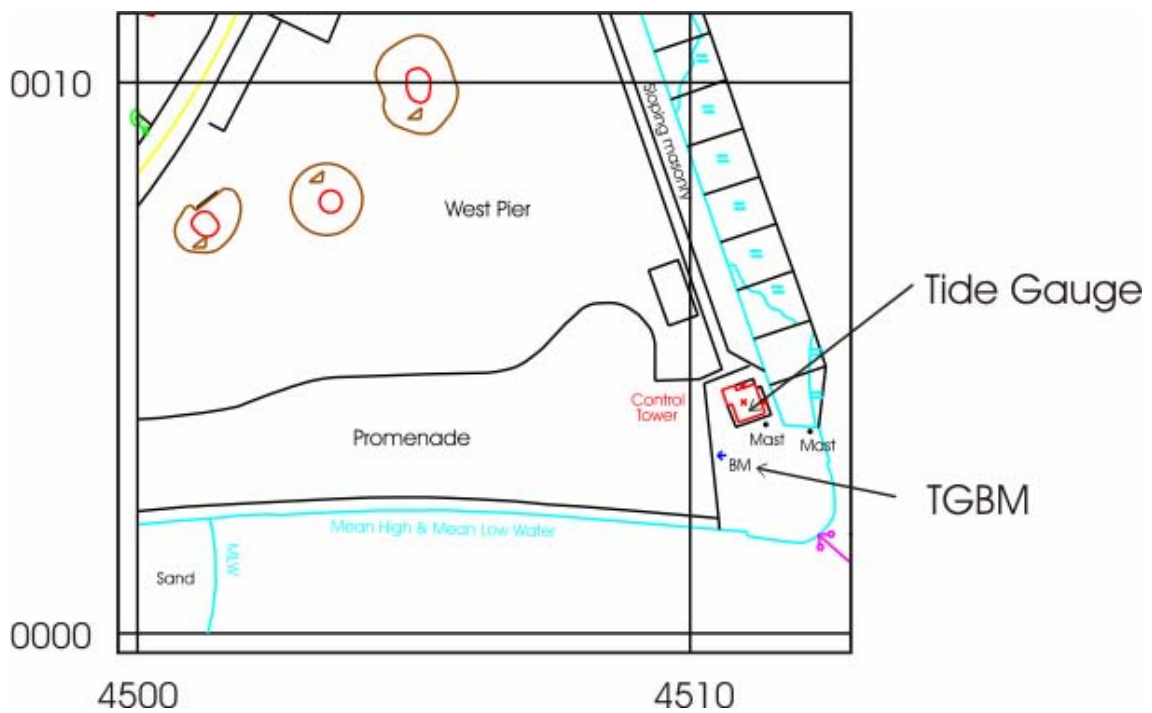 0010
Sloping masonry
West Pier
Tide Gauge
Control
Tower
Promenade
Mast
Mast
BM
TGBM
Mean High & Mean Low Water
MLW
Sand
0000
4500
4510